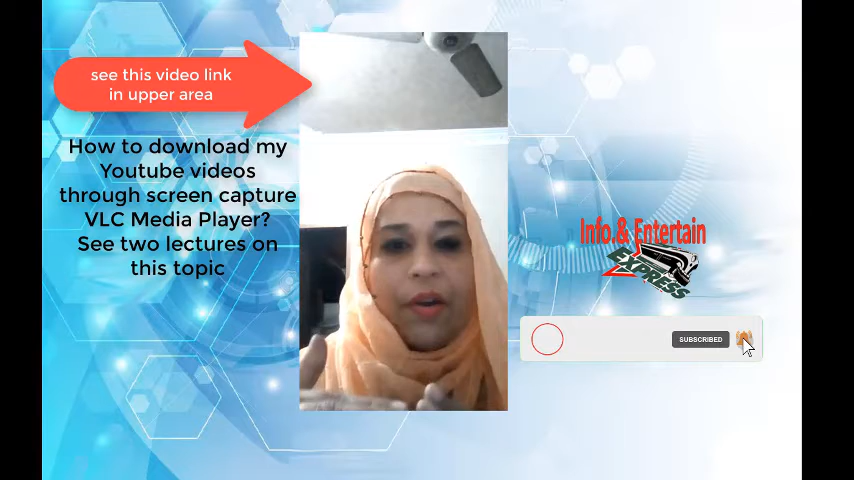 see this video link
in upper area
How to download my
Youtube videos
through screen capture
VLC Media Player?
See two lectures on
this topic
Info.& Entertain
EXPRESS
SUBSCRIBED